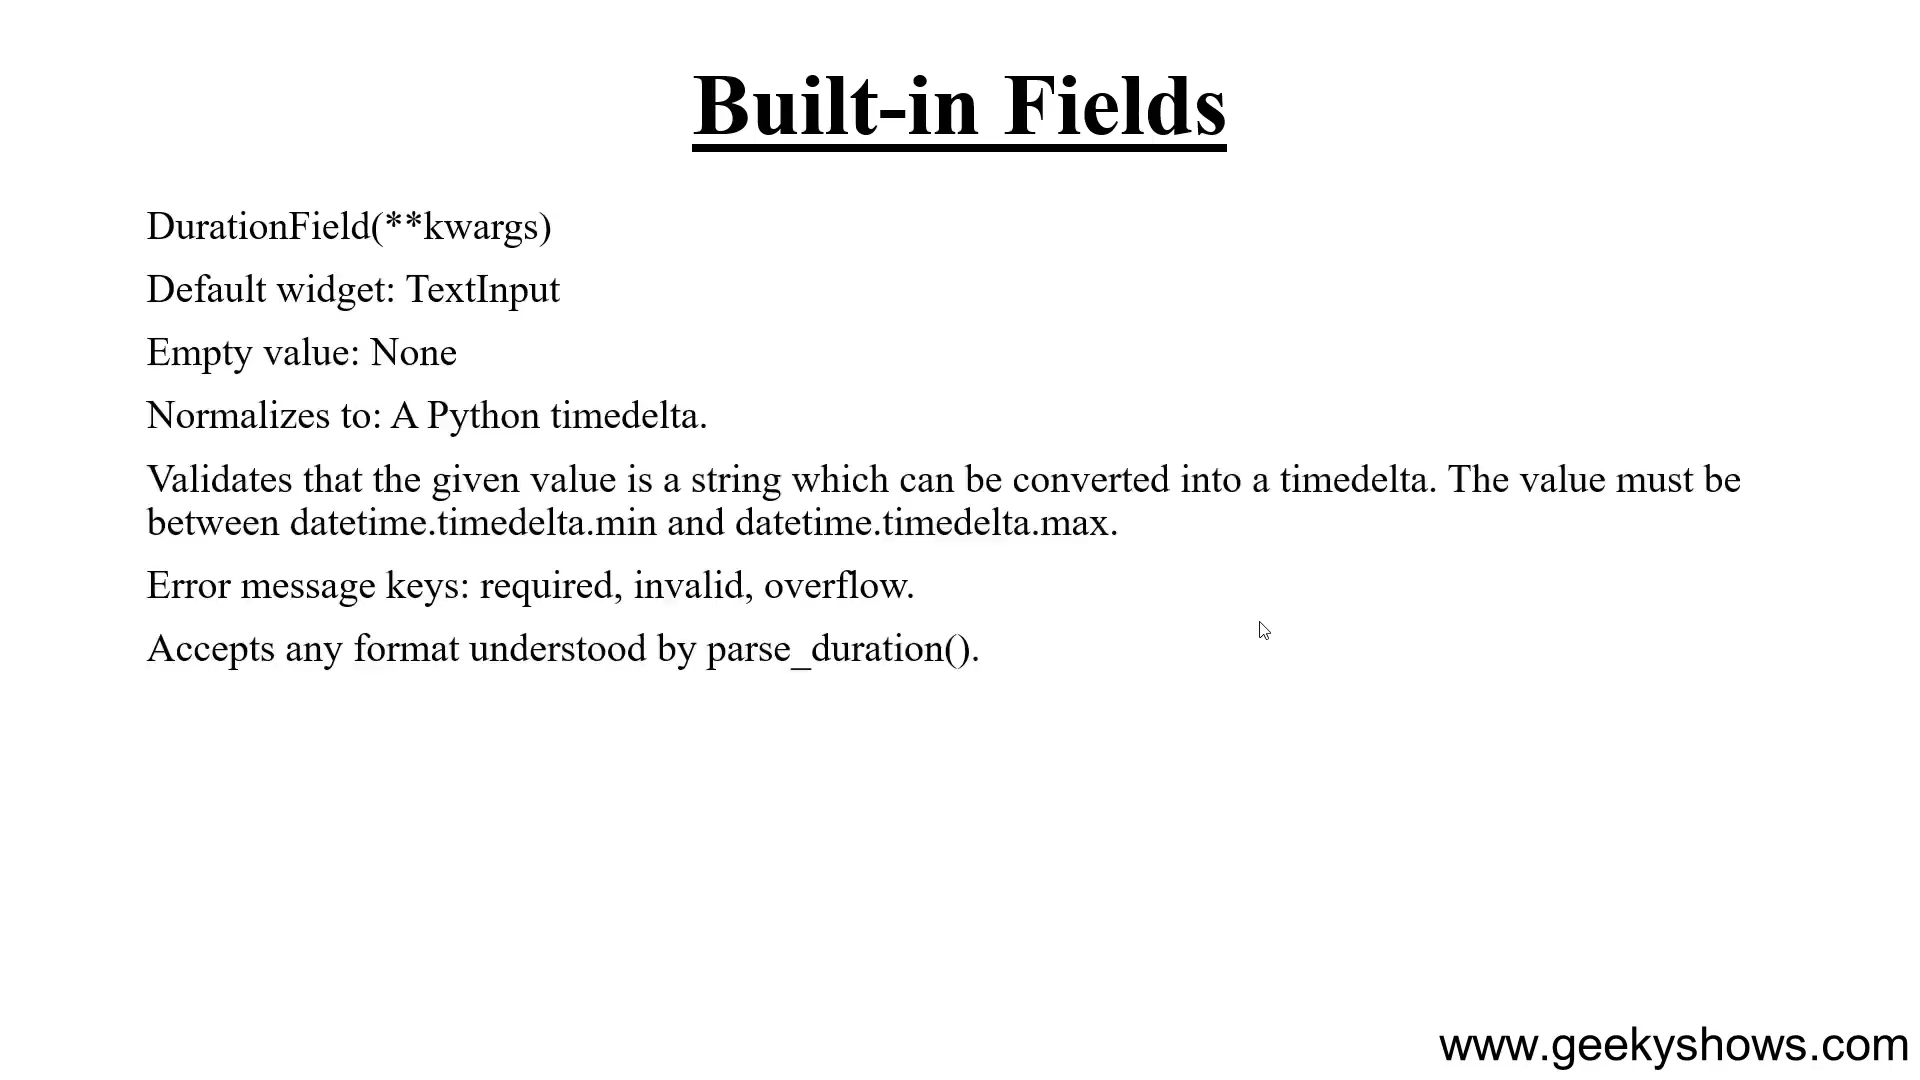 Built-in Fields
DurationField(**kwargs)
Default widget: TextInput
Empty value: None
Normalizes to: A Python timedelta.
Validates that the given value is a string which can be converted into a timedelta. The value must be
between datetime.timedelta.min and datetime.timedelta.max.
Error message keys: required, invalid, overflow.
Accepts any format understood by parse_duration().
www.geekyshows.com